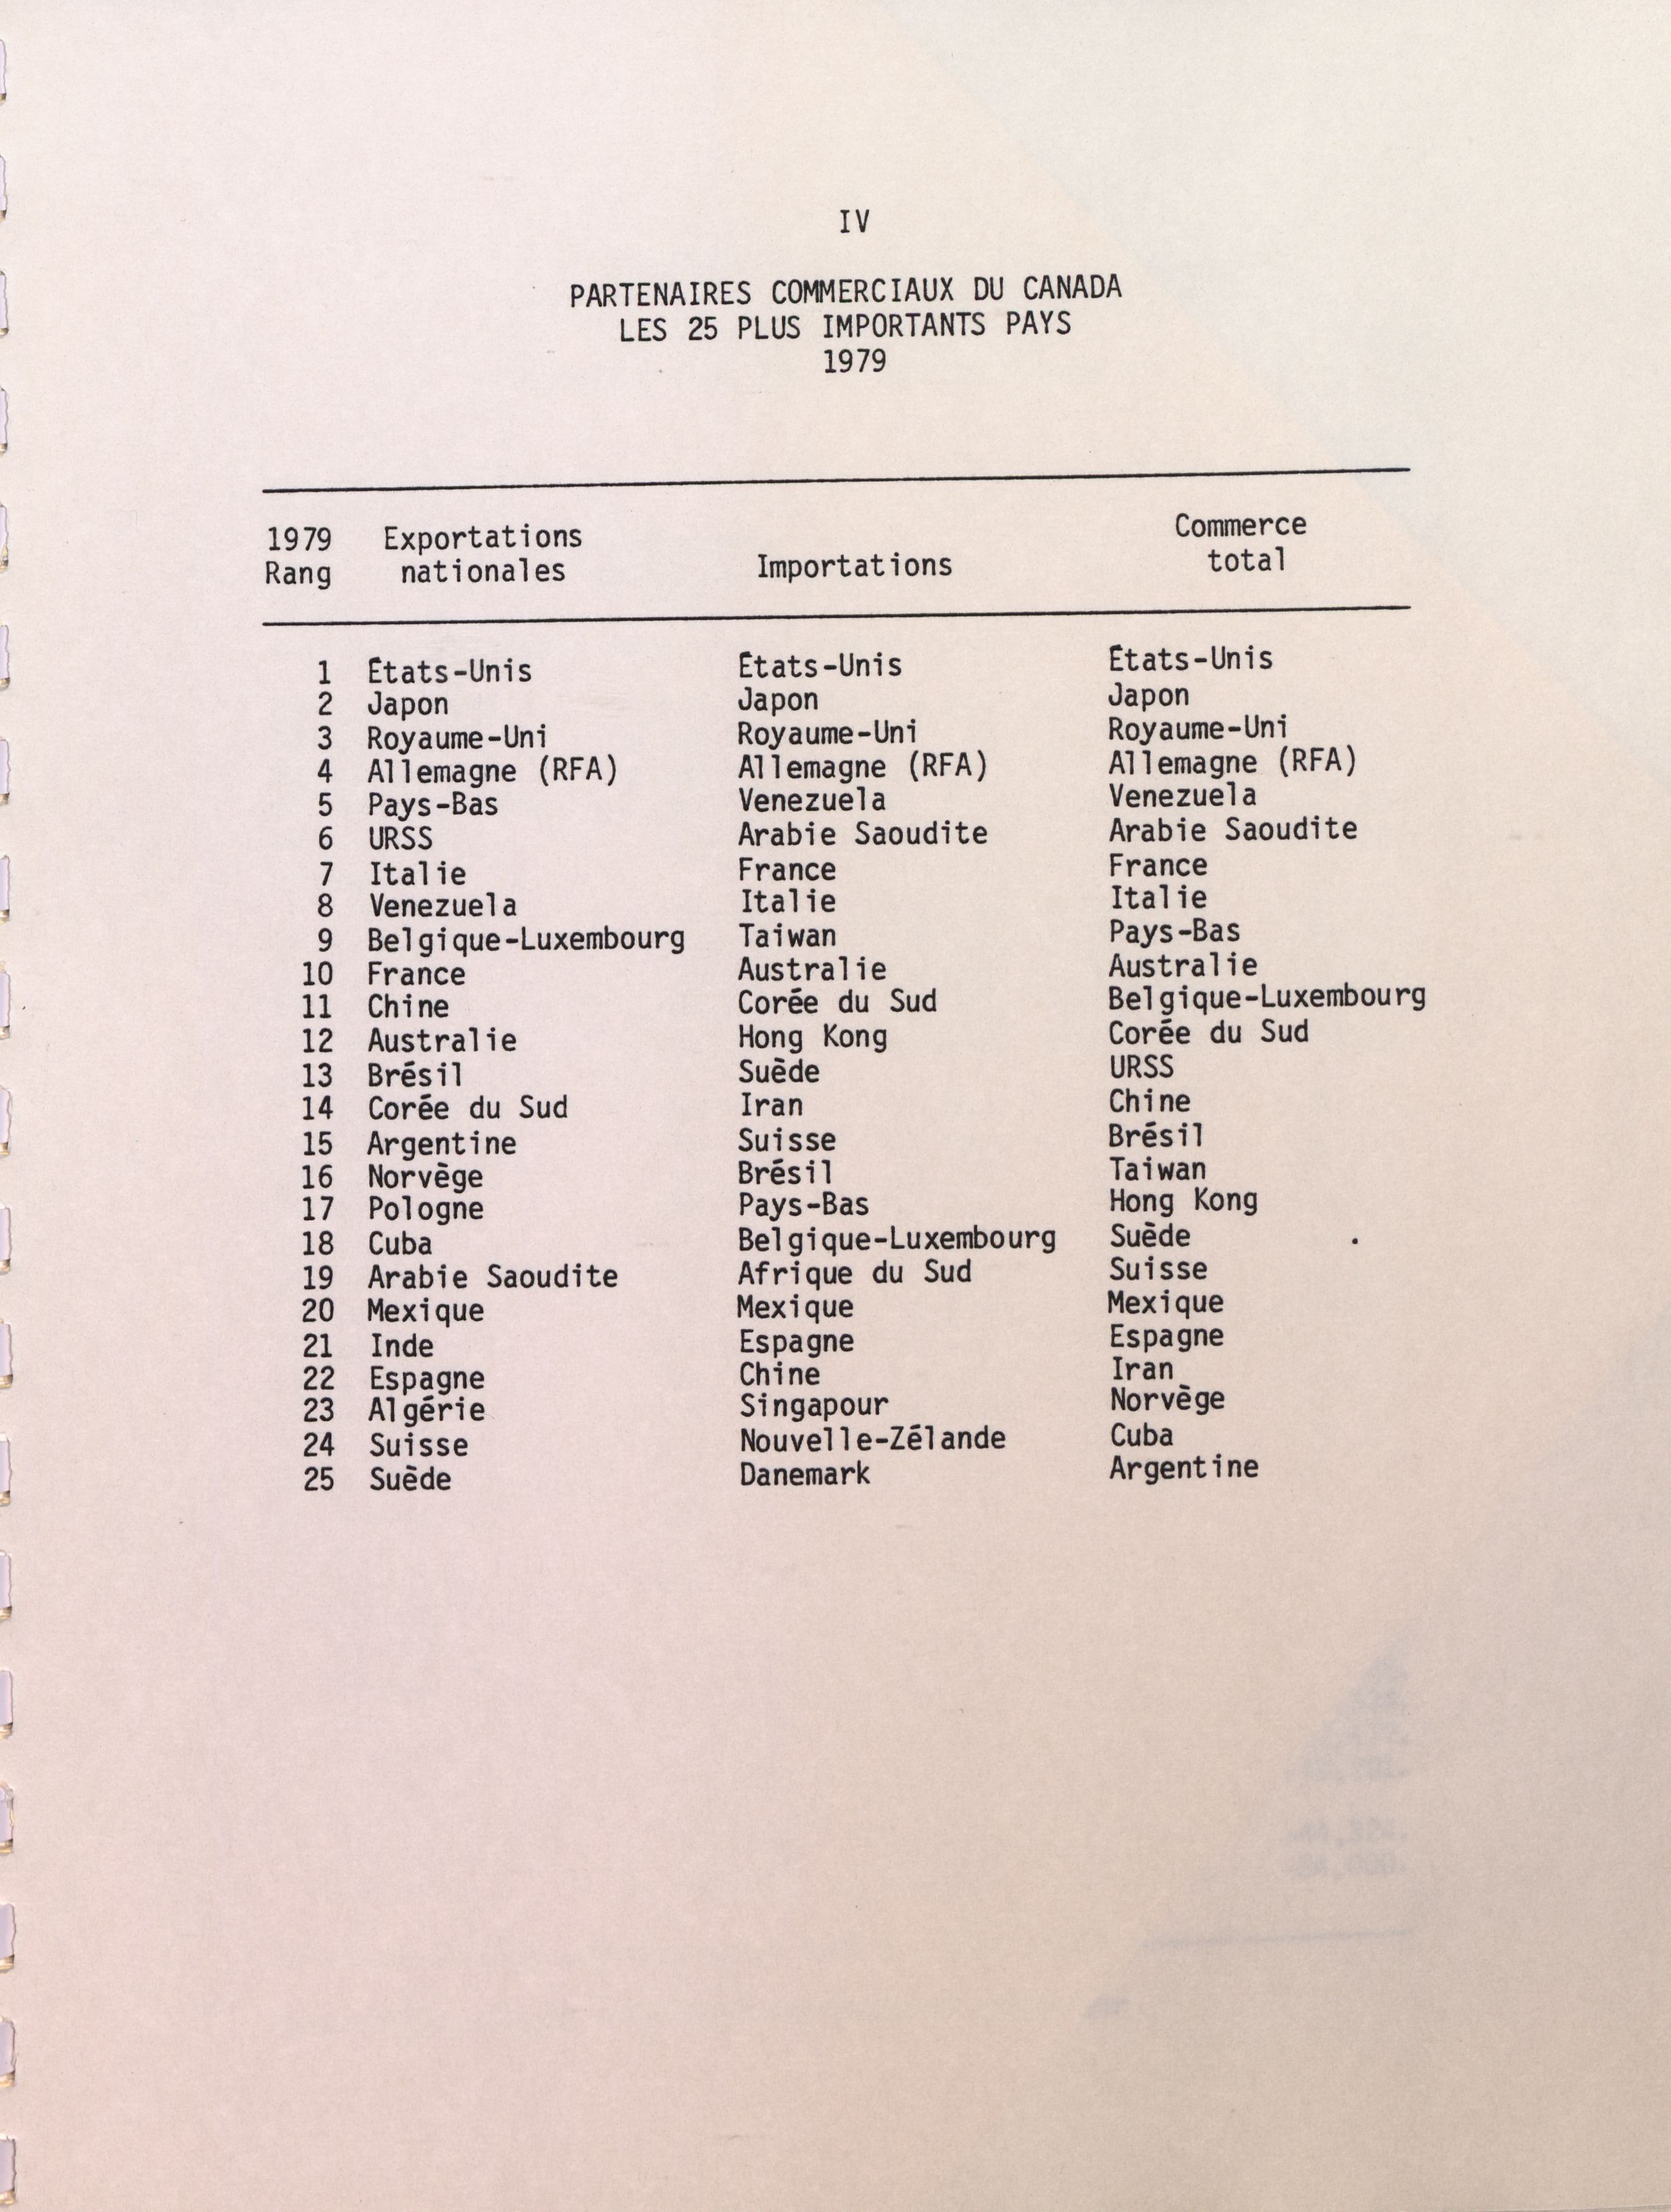 IV
PARTENAIRES COMMERCIAUX DU CANADA
LES 25 PLUS IMPORTANTS PAYS
1979
1979 Rang Exportations nationales Importations Commerce total
1 États-Unis États-Unis États-Unis
2 Japon Japon Japon
3 Royaume-Uni Royaume-Uni Royaume-Uni
4 Allemagne (RFA) Allemagne (RFA) Allemagne (RFA)
5 Pays-Bas Venezuela Venezuela
6 URSS Arabie Saoudite Arabie Saoudite
7 Italie France France
8 Venezuela Italie Italie
9 Belgique-Luxembourg Taiwan Pays-Bas
10 France Australie Australie
11 Chine Corée du Sud Belgique-Luxembourg
12 Australie Hong Kong Corée du Sud
13 Brésil Suède URSS
14 Corée du Sud Iran Chine
15 Argentine Suisse Brésil
16 Norvège Brésil Taiwan
17 Pologne Pays-Bas Hong Kong
18 Cuba Belgique-Luxembourg Suède
19 Arabie Saoudite Afrique du Sud Suisse
20 Mexique Mexique Mexique
21 Inde Espagne Espagne
22 Espagne Chine Iran
23 Algérie Singapour Norvège
24 Suisse Nouvelle-Zélande Cuba
25 Suède Danemark Argentine